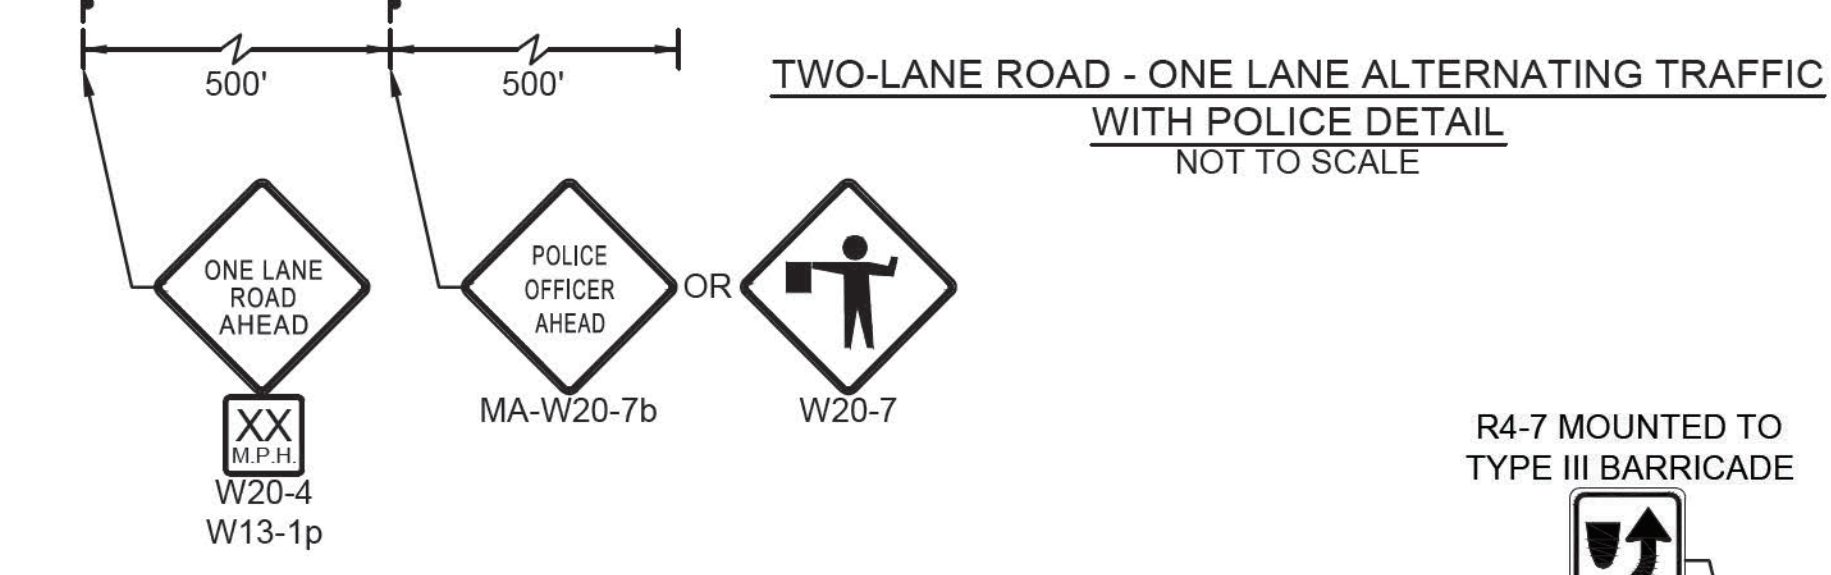 500'
500'
TWO-LANE ROAD - ONE LANE ALTERNATING TRAFFIC
WITH POLICE DETAIL
NOT TO SCALE
ONE LANE
ROAD
AHEAD
XX
M.P.H.
W20-4
W13-1p
POLICE
OFFICER
AHEAD
MA-W20-7b
OR
W20-7
R4-7 MOUNTED TO
TYPE III BARRICADE